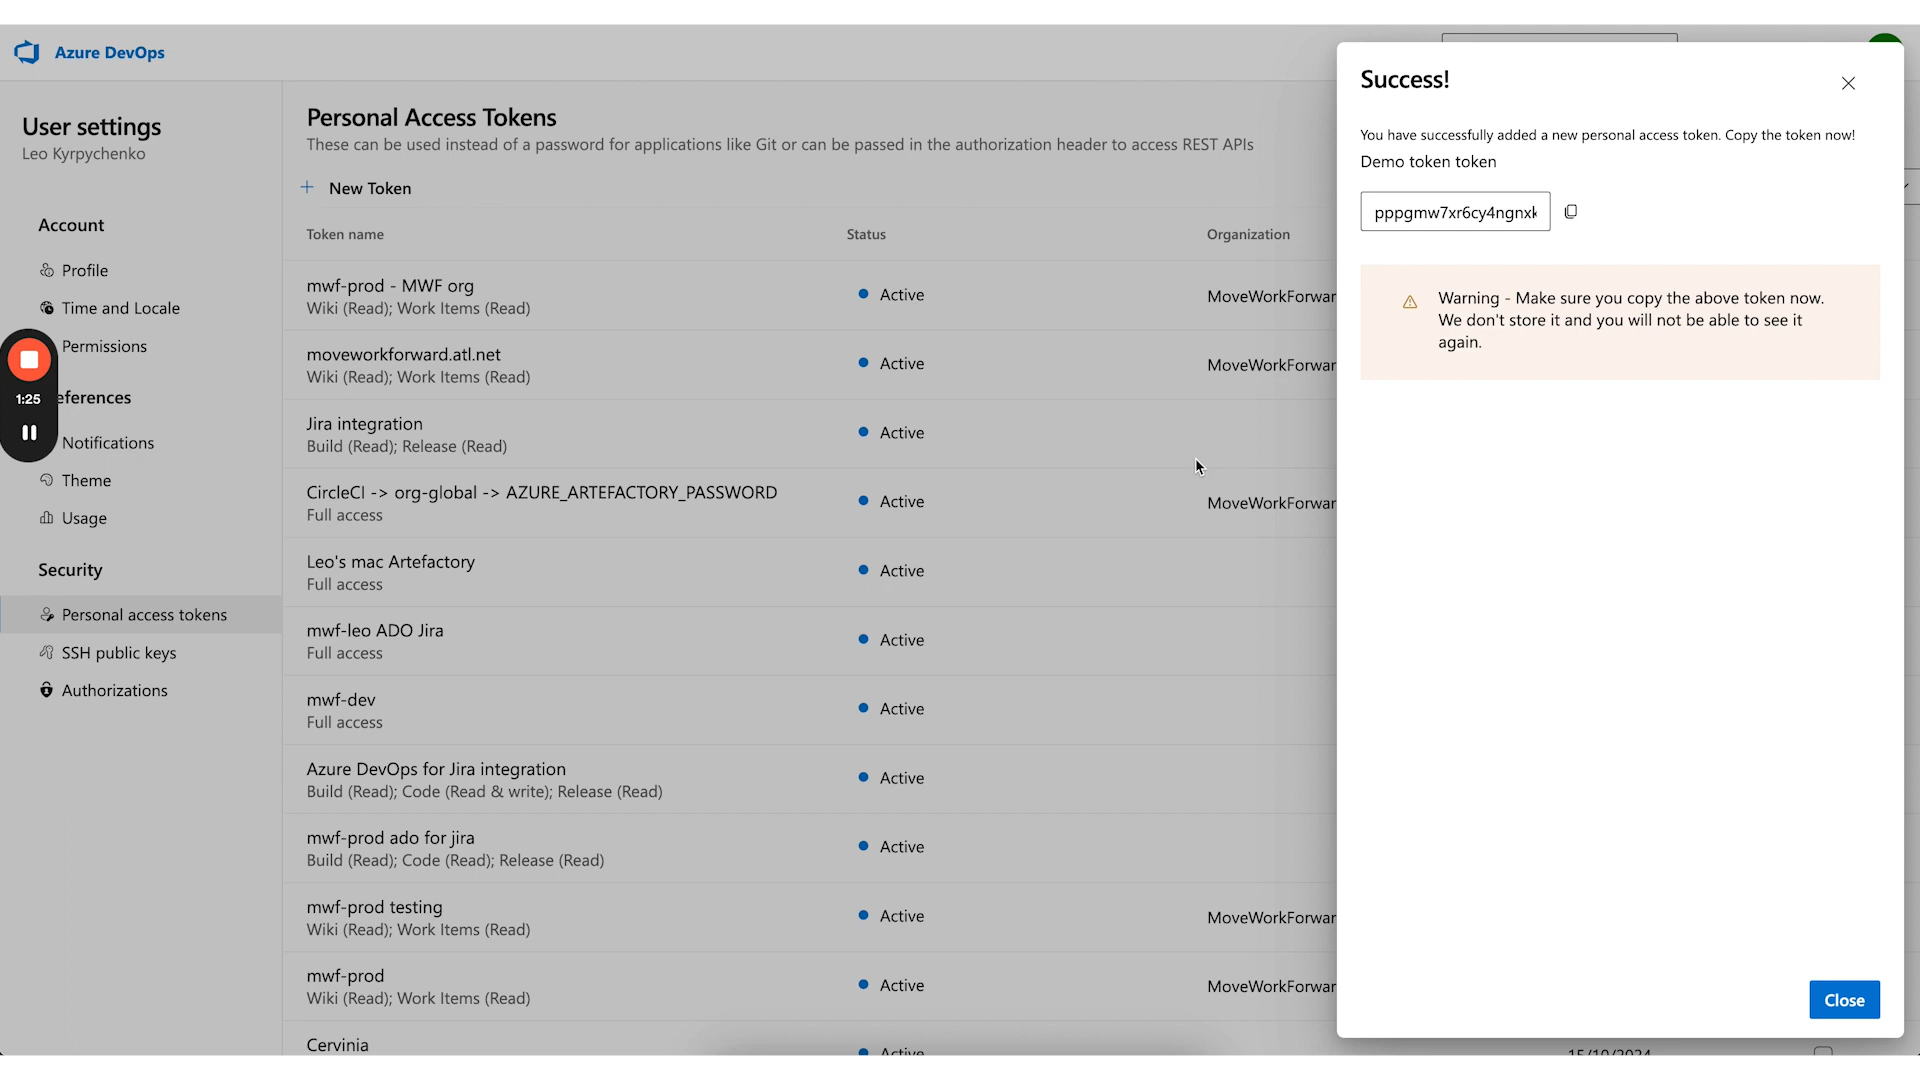 Azure DevOps
User settings
Leo Kyrpychenko
Account
Profile
Time and Locale
Permissions
1:25
eferences
Notifications
Theme
Usage
Security
Personal access tokens
SSH public keys
Authorizations
Personal Access Tokens
These can be used instead of a password for applications like Git or can be passed in the authorization header to access REST APIs
New Token
Token name Status Organization
mwf-prod - MWF org
Wiki (Read); Work Items (Read)
Active
MoveWorkForwar
moveworkforward.atl.net
Wiki (Read); Work Items (Read)
Active
MoveWorkForwar
Jira integration
Build (Read); Release (Read)
Active
CircleCI -> org-global -> AZURE_ARTEFACTORY_PASSWORD
Full access
Active
MoveWorkForwar
Leo's mac Artefactory
Full access
Active
mwf-leo ADO Jira
Full access
Active
mwf-dev
Full access
Active
Azure DevOps for Jira integration
Build (Read); Code (Read & write); Release (Read)
Active
mwf-prod ado for jira
Build (Read); Code (Read); Release (Read)
Active
mwf-prod testing
Wiki (Read); Work Items (Read)
Active
MoveWorkForwar
mwf-prod
Wiki (Read); Work Items (Read)
Active
MoveWorkForwar
Cervinia
Active
15/10/2024
Success!
You have successfully added a new personal access token. Copy the token now!
Demo token token
pppgmw7xr6cy4ngnxk
Warning - Make sure you copy the above token now.
We don't store it and you will not be able to see it
again.
Close